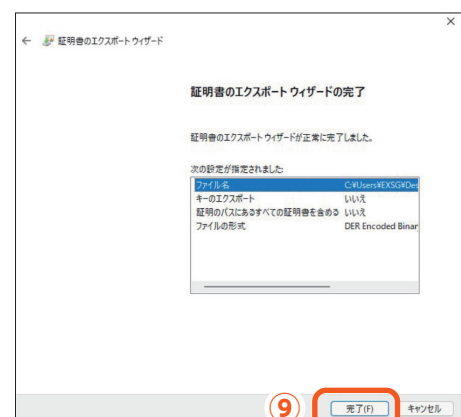 証明書のエクスポート ウィザード
証明書のエクスポート ウィザードの完了
証明書のエクスポート ウィザードが正常に完了しました。
次の設定が指定されました:
ファイル名 C:¥Users¥EXSG¥Des
キーのエクスポート いいえ
証明のパスにあるすべての証明書を含める いいえ
ファイルの形式 DER Encoded Binar
⑨ 完了(F) キャンセル